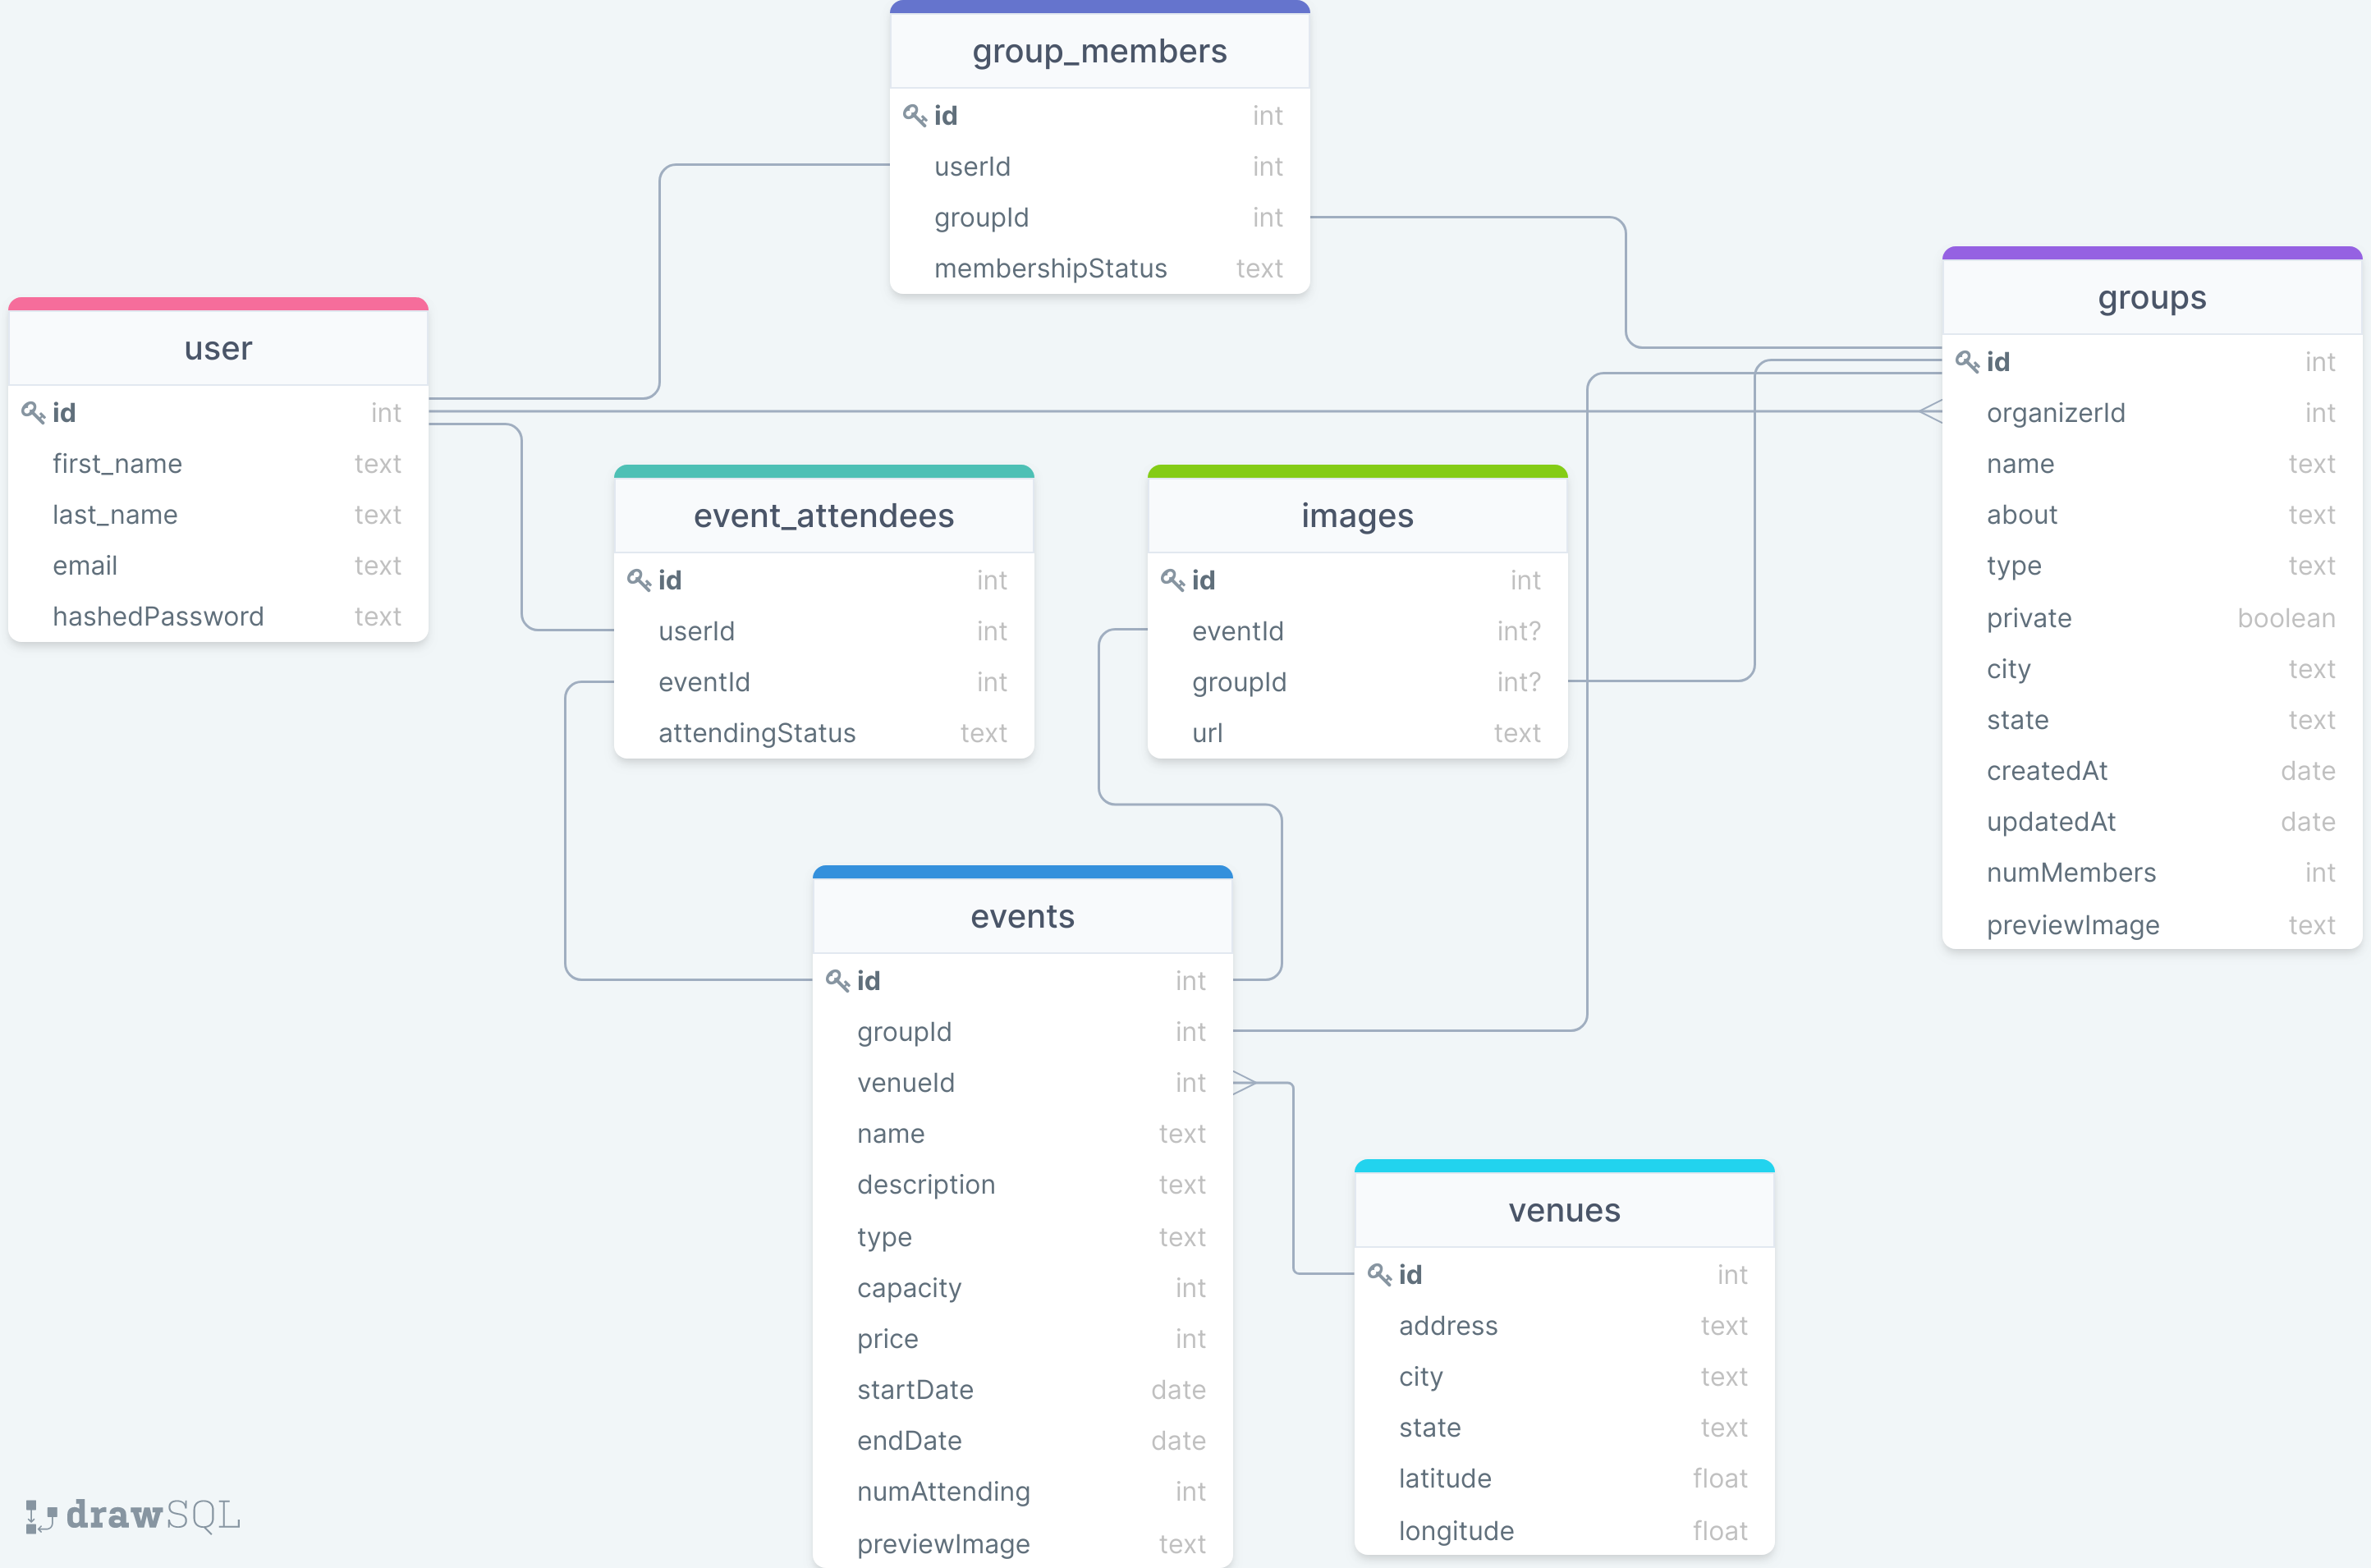 group_members
id int
userId int
groupId int
membershipStatus text
user
id int
first_name text
last_name text
email text
hashedPassword text
groups
id int
organizerId int
name text
about text
type text
private boolean
city text
state text
createdAt date
updatedAt date
numMembers int
previewImage text
event_attendees
id int
userId int
eventId int
attendingStatus text
images
id int
eventId int?
groupId int?
url text
events
id int
groupId int
venueId int
name text
description text
type text
capacity int
price int
startDate date
endDate date
numAttending int
previewImage text
venues
id int
address text
city text
state text
latitude float
longitude float
drawSQL